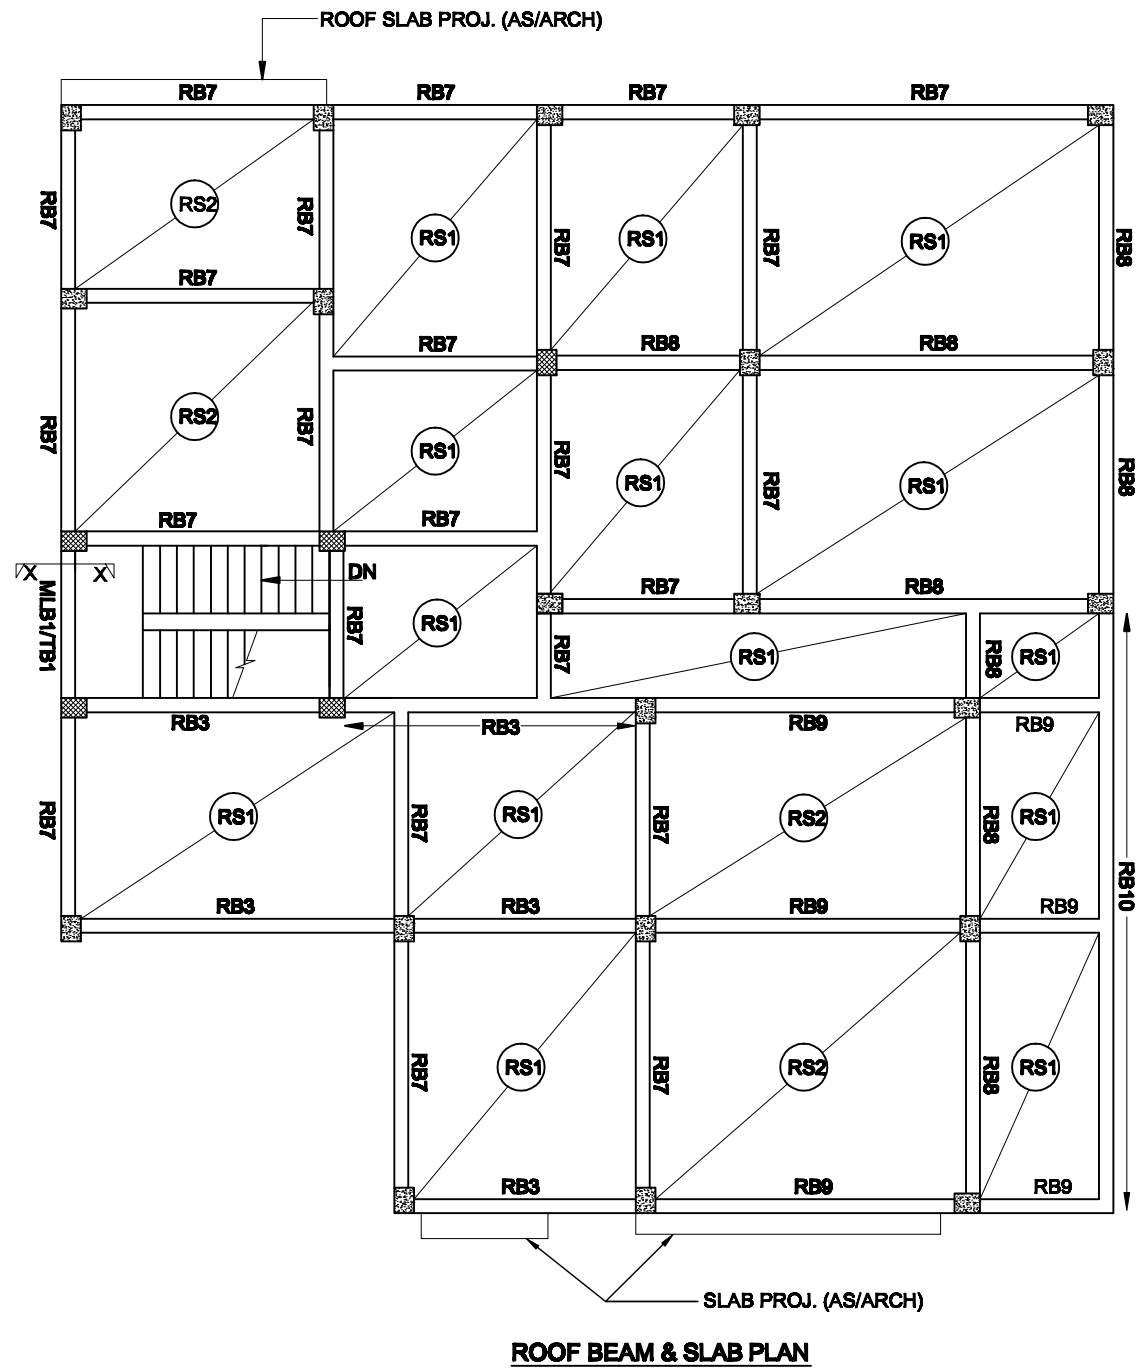 ROOF SLAB PROJ. (AS/ARCH)
RB7
RB7
RB7
RB7
RB7
RS2
RB7
RS1
RB7
RS1
RB7
RS1
RB8
RB7
RB7
RB8
RB8
RB7
RS2
RB7
RS1
RB7
RS1
RB7
RS1
RB8
RB7
RB7
X
X
MLB1/TB1
DN
RB7
RS1
RB7
RB8
RB7
RS1
RB8
RS1
RB3
RB3
RB9
RB9
RB7
RS1
RB7
RS1
RB7
RS2
RB8
RS1
RB10
RB3
RB3
RB9
RB9
RB7
RS1
RB7
RS2
RB8
RS1
RB3
RB9
RB9
SLAB PROJ. (AS/ARCH)
ROOF BEAM & SLAB PLAN